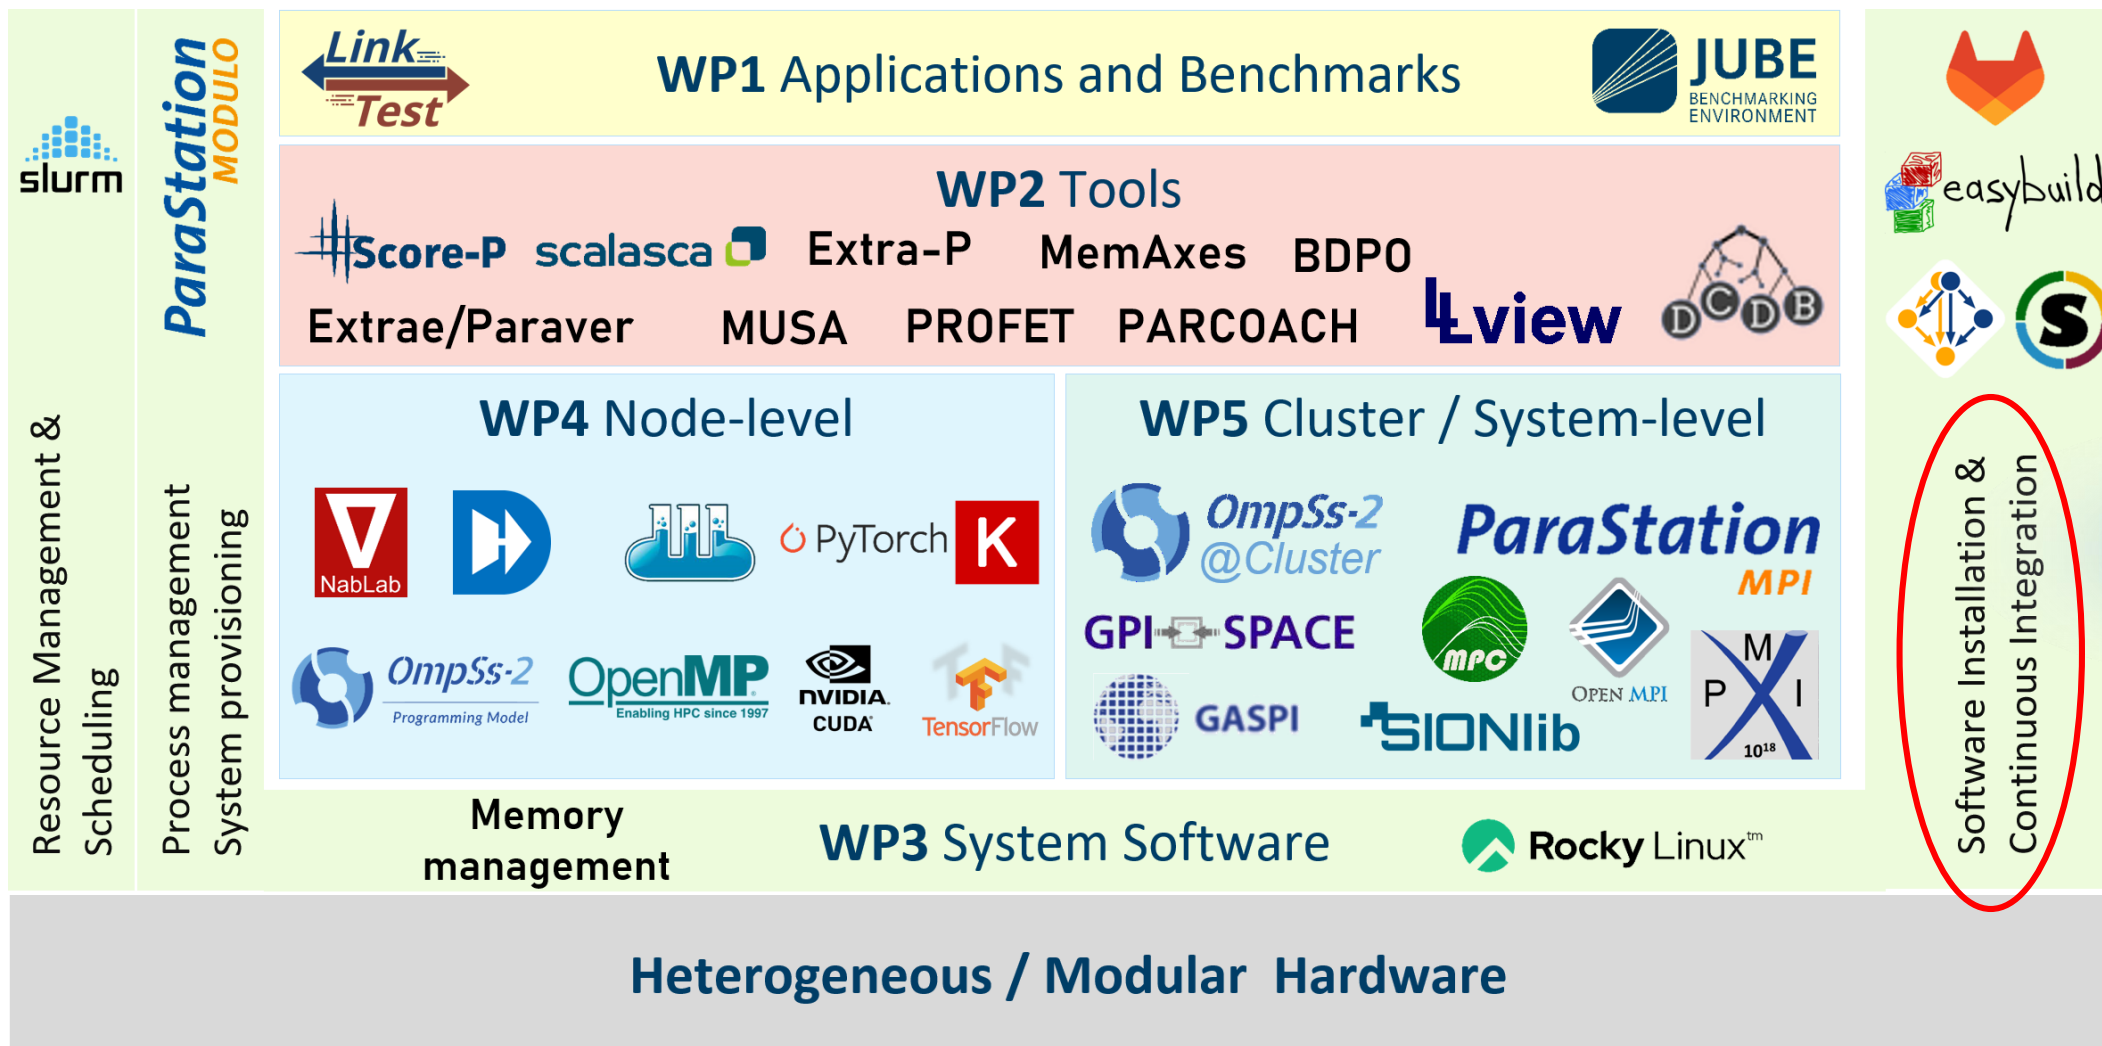 slurm
Resource Management &
Scheduling
ParaStation
MODULO
Process management
System provisioning
Link
Test
WP1 Applications and Benchmarks
JUBE
BENCHMARKING
ENVIRONMENT
WP2 Tools
Score-P
scalasca
Extra-P
MemAxes
BDPO
DCDB
Extrae/Paraver
MUSA
PROFET
PARCOACH
LLview
WP4 Node-level
NabLab
PyTorch
K
OmpSs-2
Programming Model
OpenMP
Enabling HPC since 1997
NVIDIA.
CUDA
TensorFlow
WP5 Cluster / System-level
OmpSs-2
@Cluster
ParaStation
MPI
GPI SPACE
MPC
OPEN MPI
M
P X I
10¹⁸
GASPI
SIONlib
Memory
management
WP3 System Software
Rocky Linux™
easybuild
S
Software Installation &
Continuous Integration
Heterogeneous / Modular Hardware